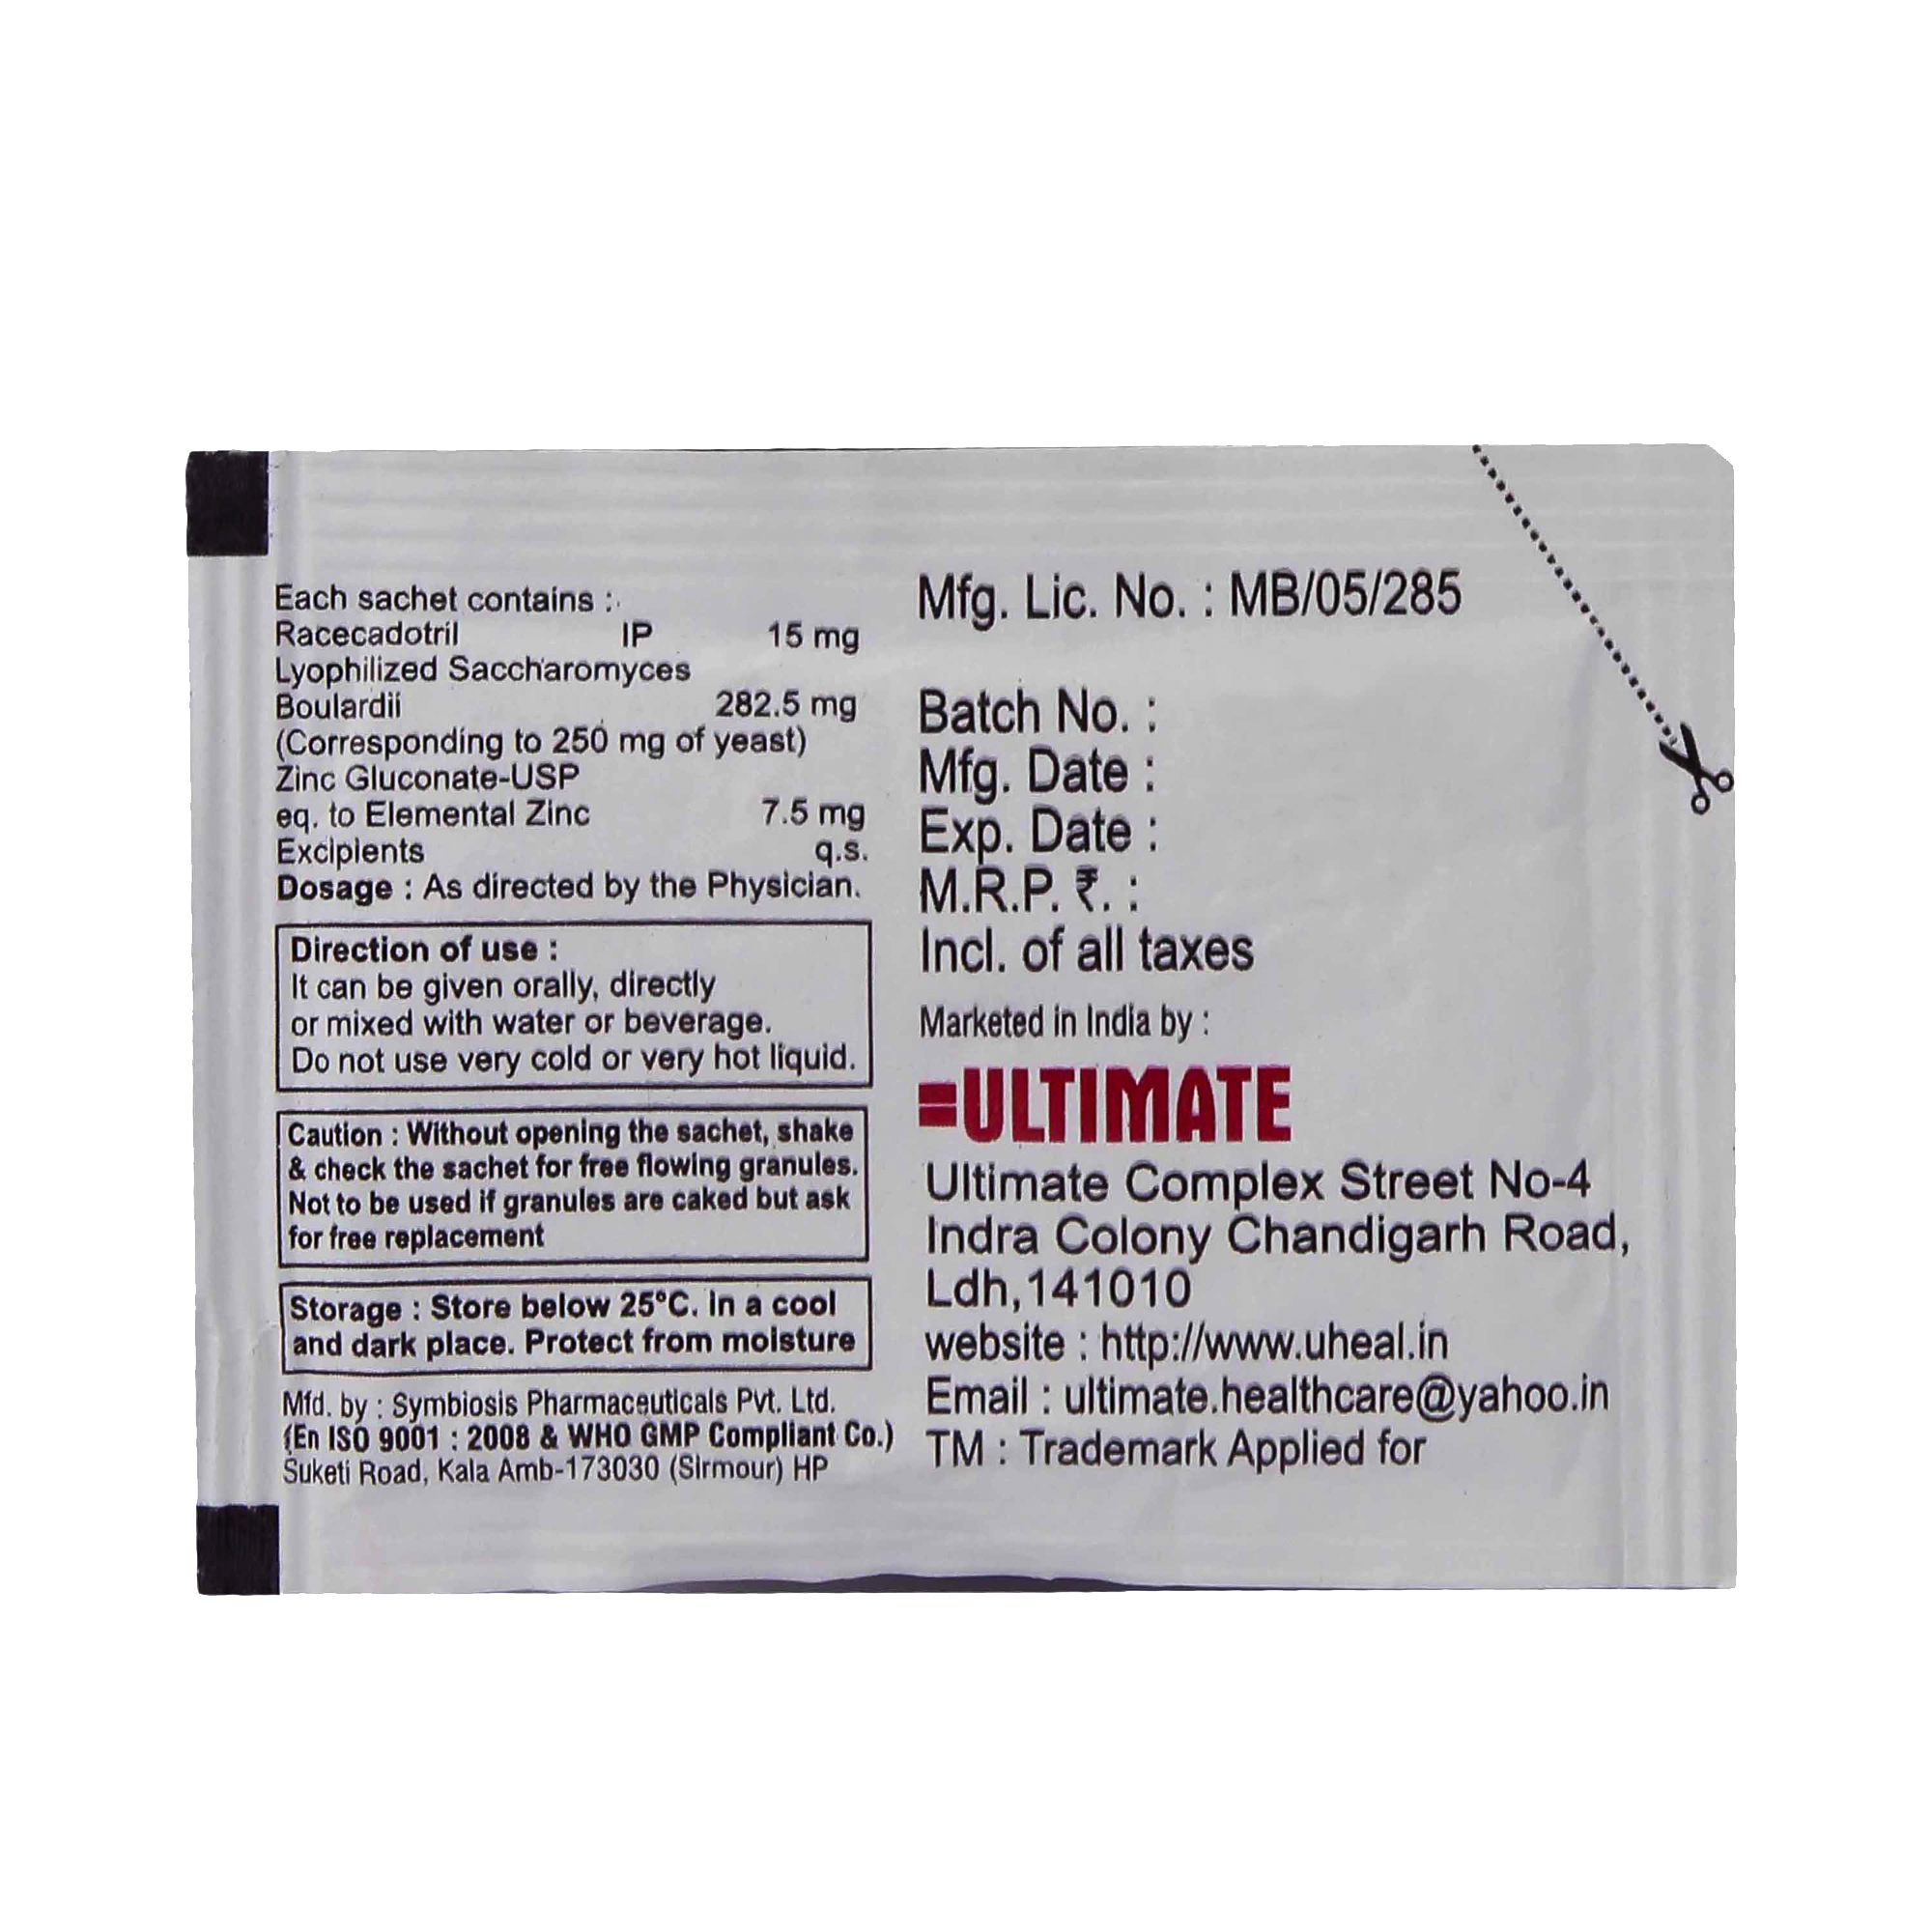 Each sachet contains :
Racecadotril IP 15 mg
Lyophilized Saccharomyces
Boulardii 282.5 mg
(Corresponding to 250 mg of yeast)
Zinc Gluconate-USP
eq. to Elemental Zinc 7.5 mg
Excipients q.s.
Dosage : As directed by the Physician.
Direction of use :
It can be given orally, directly
or mixed with water or beverage.
Do not use very cold or very hot liquid.
Caution : Without opening the sachet, shake
& check the sachet for free flowing granules.
Not to be used if granules are caked but ask
for free replacement
Storage : Store below 25°C. in a cool
and dark place. Protect from moisture
Mfd. by : Symbiosis Pharmaceuticals Pvt. Ltd.
(En ISO 9001 : 2008 & WHO GMP Compliant Co.)
Suketi Road, Kala Amb-173030 (Sirmour) HP
Mfg. Lic. No. : MB/05/285
Batch No. :
Mfg. Date :
Exp. Date :
M.R.P. ₹. :
Incl. of all taxes
Marketed in India by :
ULTIMATE
Ultimate Complex Street No-4
Indra Colony Chandigarh Road,
Ldh,141010
website : http://www.uheal.in
Email : ultimate.healthcare@yahoo.in
TM : Trademark Applied for